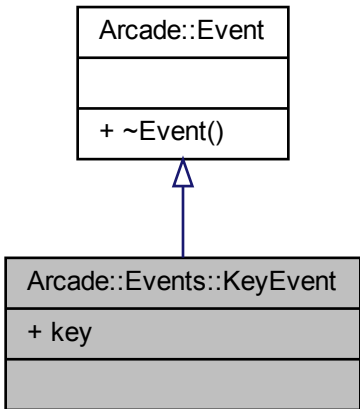 Arcade::Event
+ ~Event()
Arcade::Events::KeyEvent
+ key